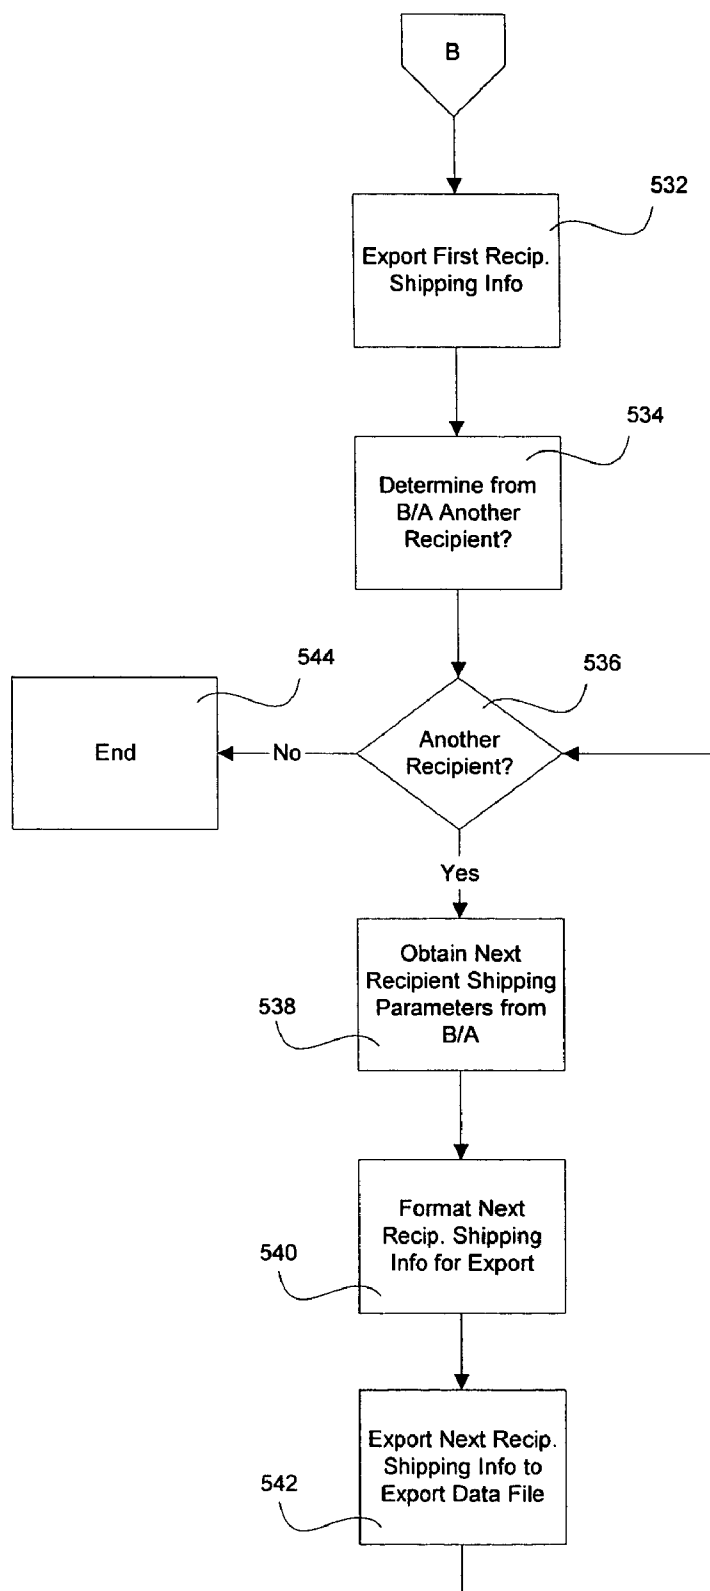 B
532
Export First Recip.
Shipping Info
534
Determine from
B/A Another
Recipient?
544
536
End
No
Another
Recipient?
Yes
Obtain Next
Recipient Shipping
Parameters from
B/A
538
Format Next
Recip. Shipping
Info for Export
540
Export Next Recip.
Shipping Info to
Export Data File
542